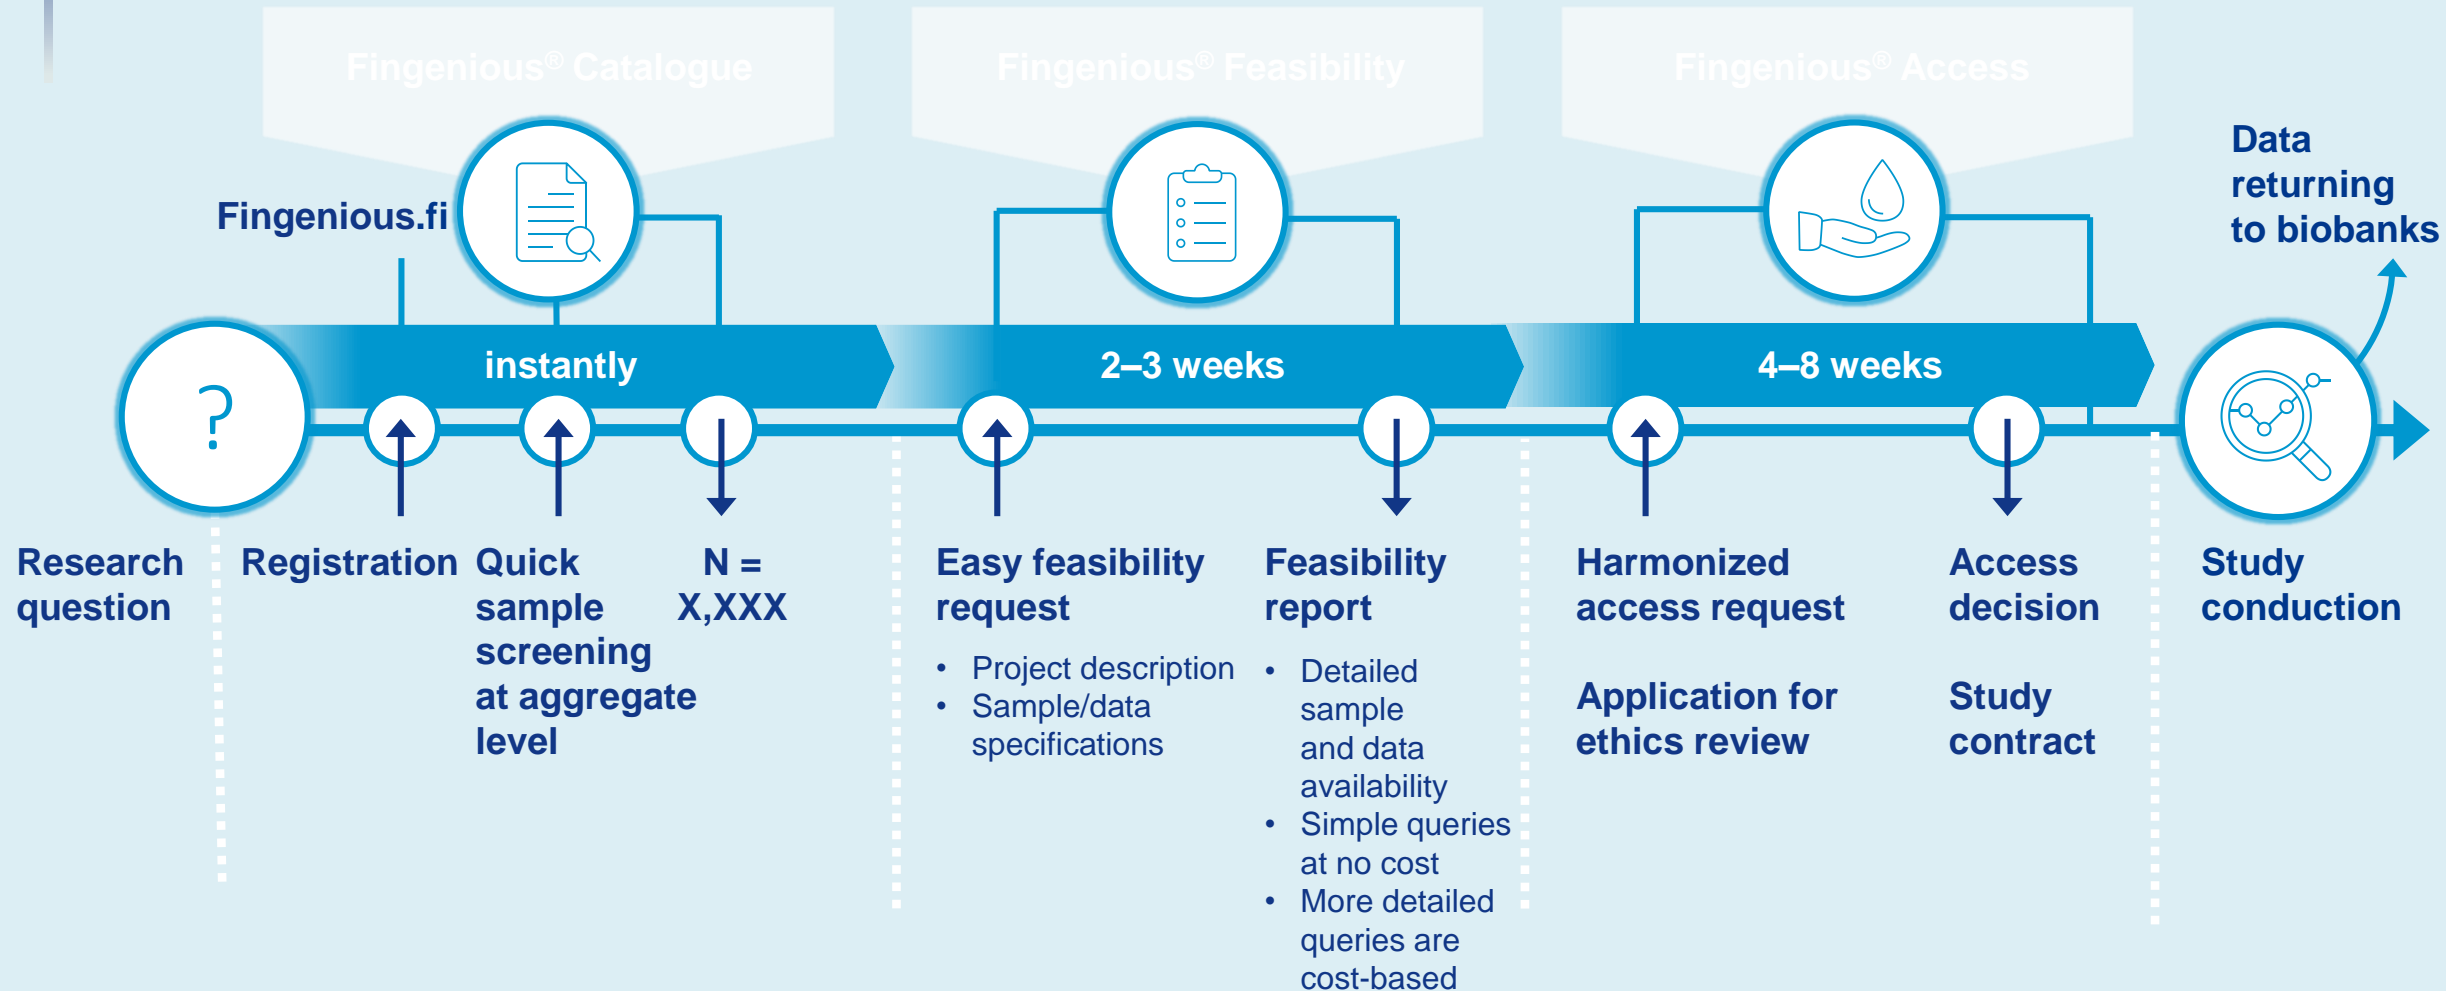 Fingenious® Catalogue
Fingenious® Feasibility
Fingenious® Access
Fingenious.fi
Data
returning
to biobanks
instantly
2–3 weeks
4–8 weeks
?
Research
question
Registration
Quick
sample
screening
at aggregate
level
N =
X,XXX
Easy feasibility
request
• Project description
• Sample/data
specifications
Feasibility
report
• Detailed
sample
and data
availability
• Simple queries
at no cost
• More detailed
queries are
cost-based
Harmonized
access request
Application for
ethics review
Access
decision
Study
contract
Study
conduction